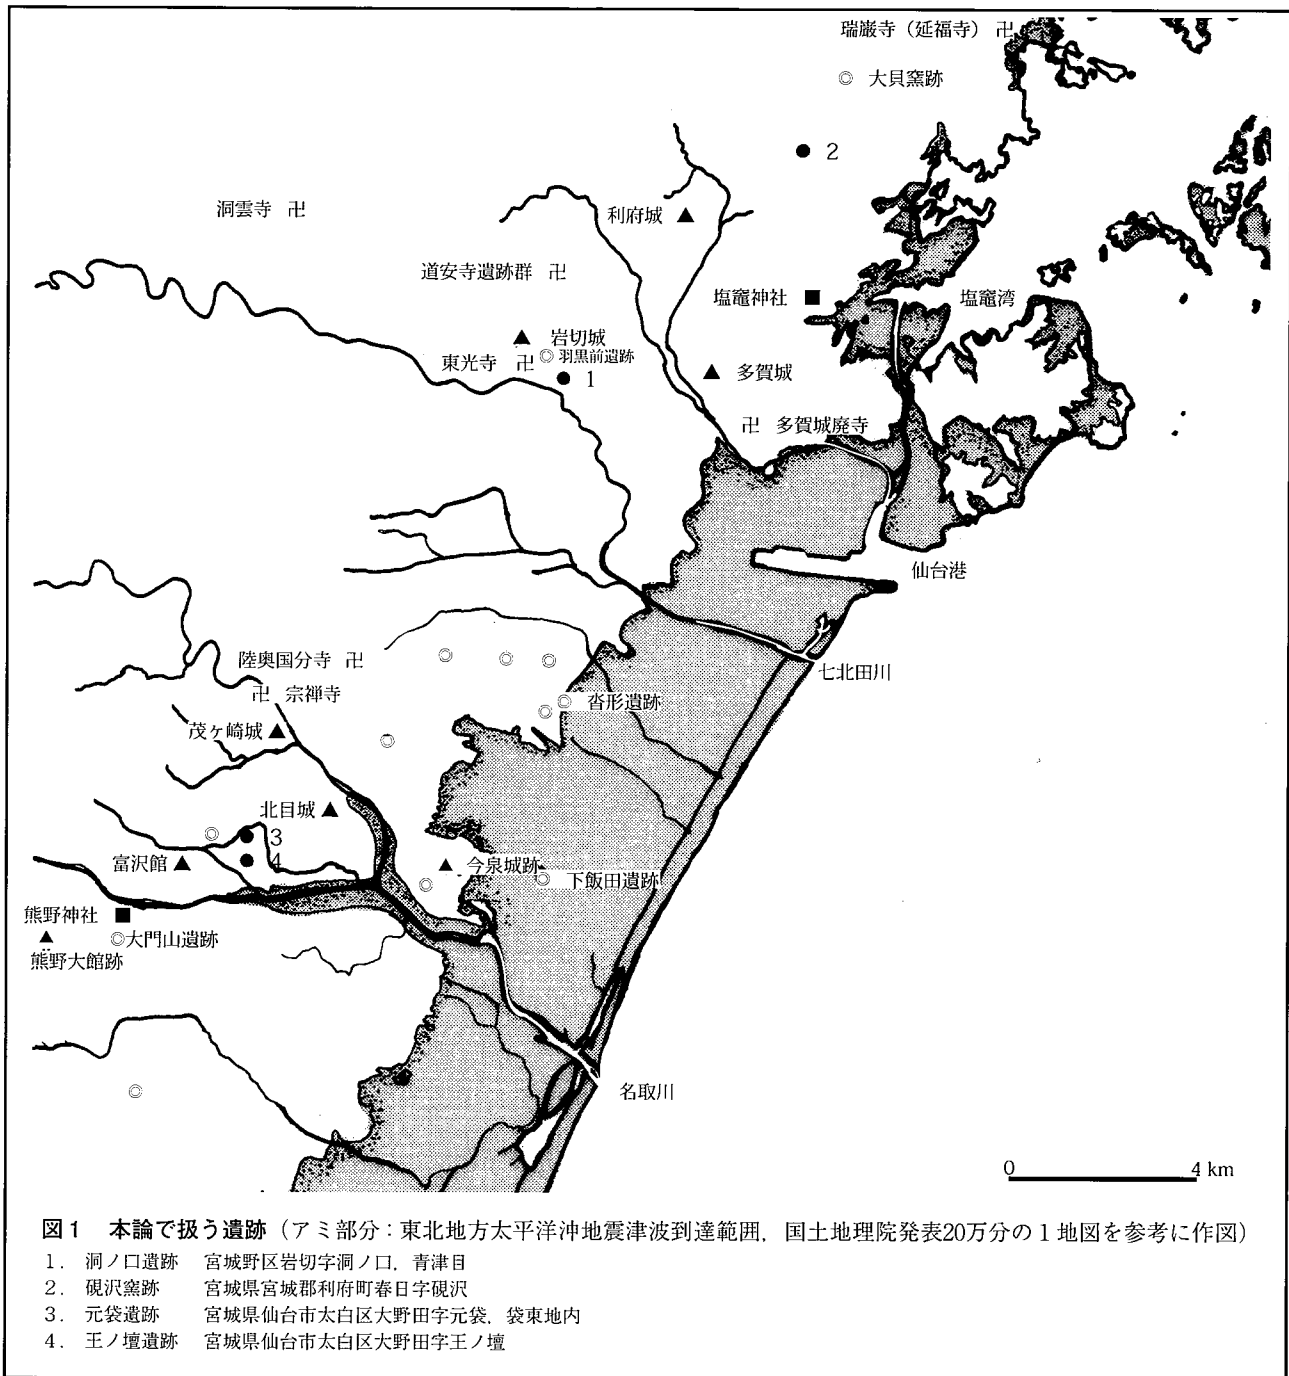 瑞巌寺（延福寺）卍
◎ 大貝窯跡
● 2
洞雲寺 卍
利府城 ▲
道安寺遺跡群 卍
塩竈神社 ■
塩竈湾
▲ 岩切城
東光寺 卍 ◎ 羽黒前遺跡
● 1
▲ 多賀城
卍 多賀城廃寺
仙台港
陸奥国分寺 卍
七北田川
卍 宗禅寺
◎ 沓形遺跡
茂ヶ崎城 ▲
北目城 ▲
● 3
● 4
富沢館 ▲
▲ 今泉城跡
◎ 下飯田遺跡
熊野神社 ■
◎大門山遺跡
▲
熊野大館跡
名取川
0 4 km
図1 本論で扱う遺跡（アミ部分：東北地方太平洋沖地震津波到達範囲，国土地理院発表20万分の1地図を参考に作図）
1. 洞ノ口遺跡 宮城野区岩切字洞ノ口，青津目
2. 硯沢窯跡 宮城県宮城郡利府町春日字硯沢
3. 元袋遺跡 宮城県仙台市太白区大野田字元袋，袋東地内
4. 王ノ壇遺跡 宮城県仙台市太白区大野田字王ノ壇